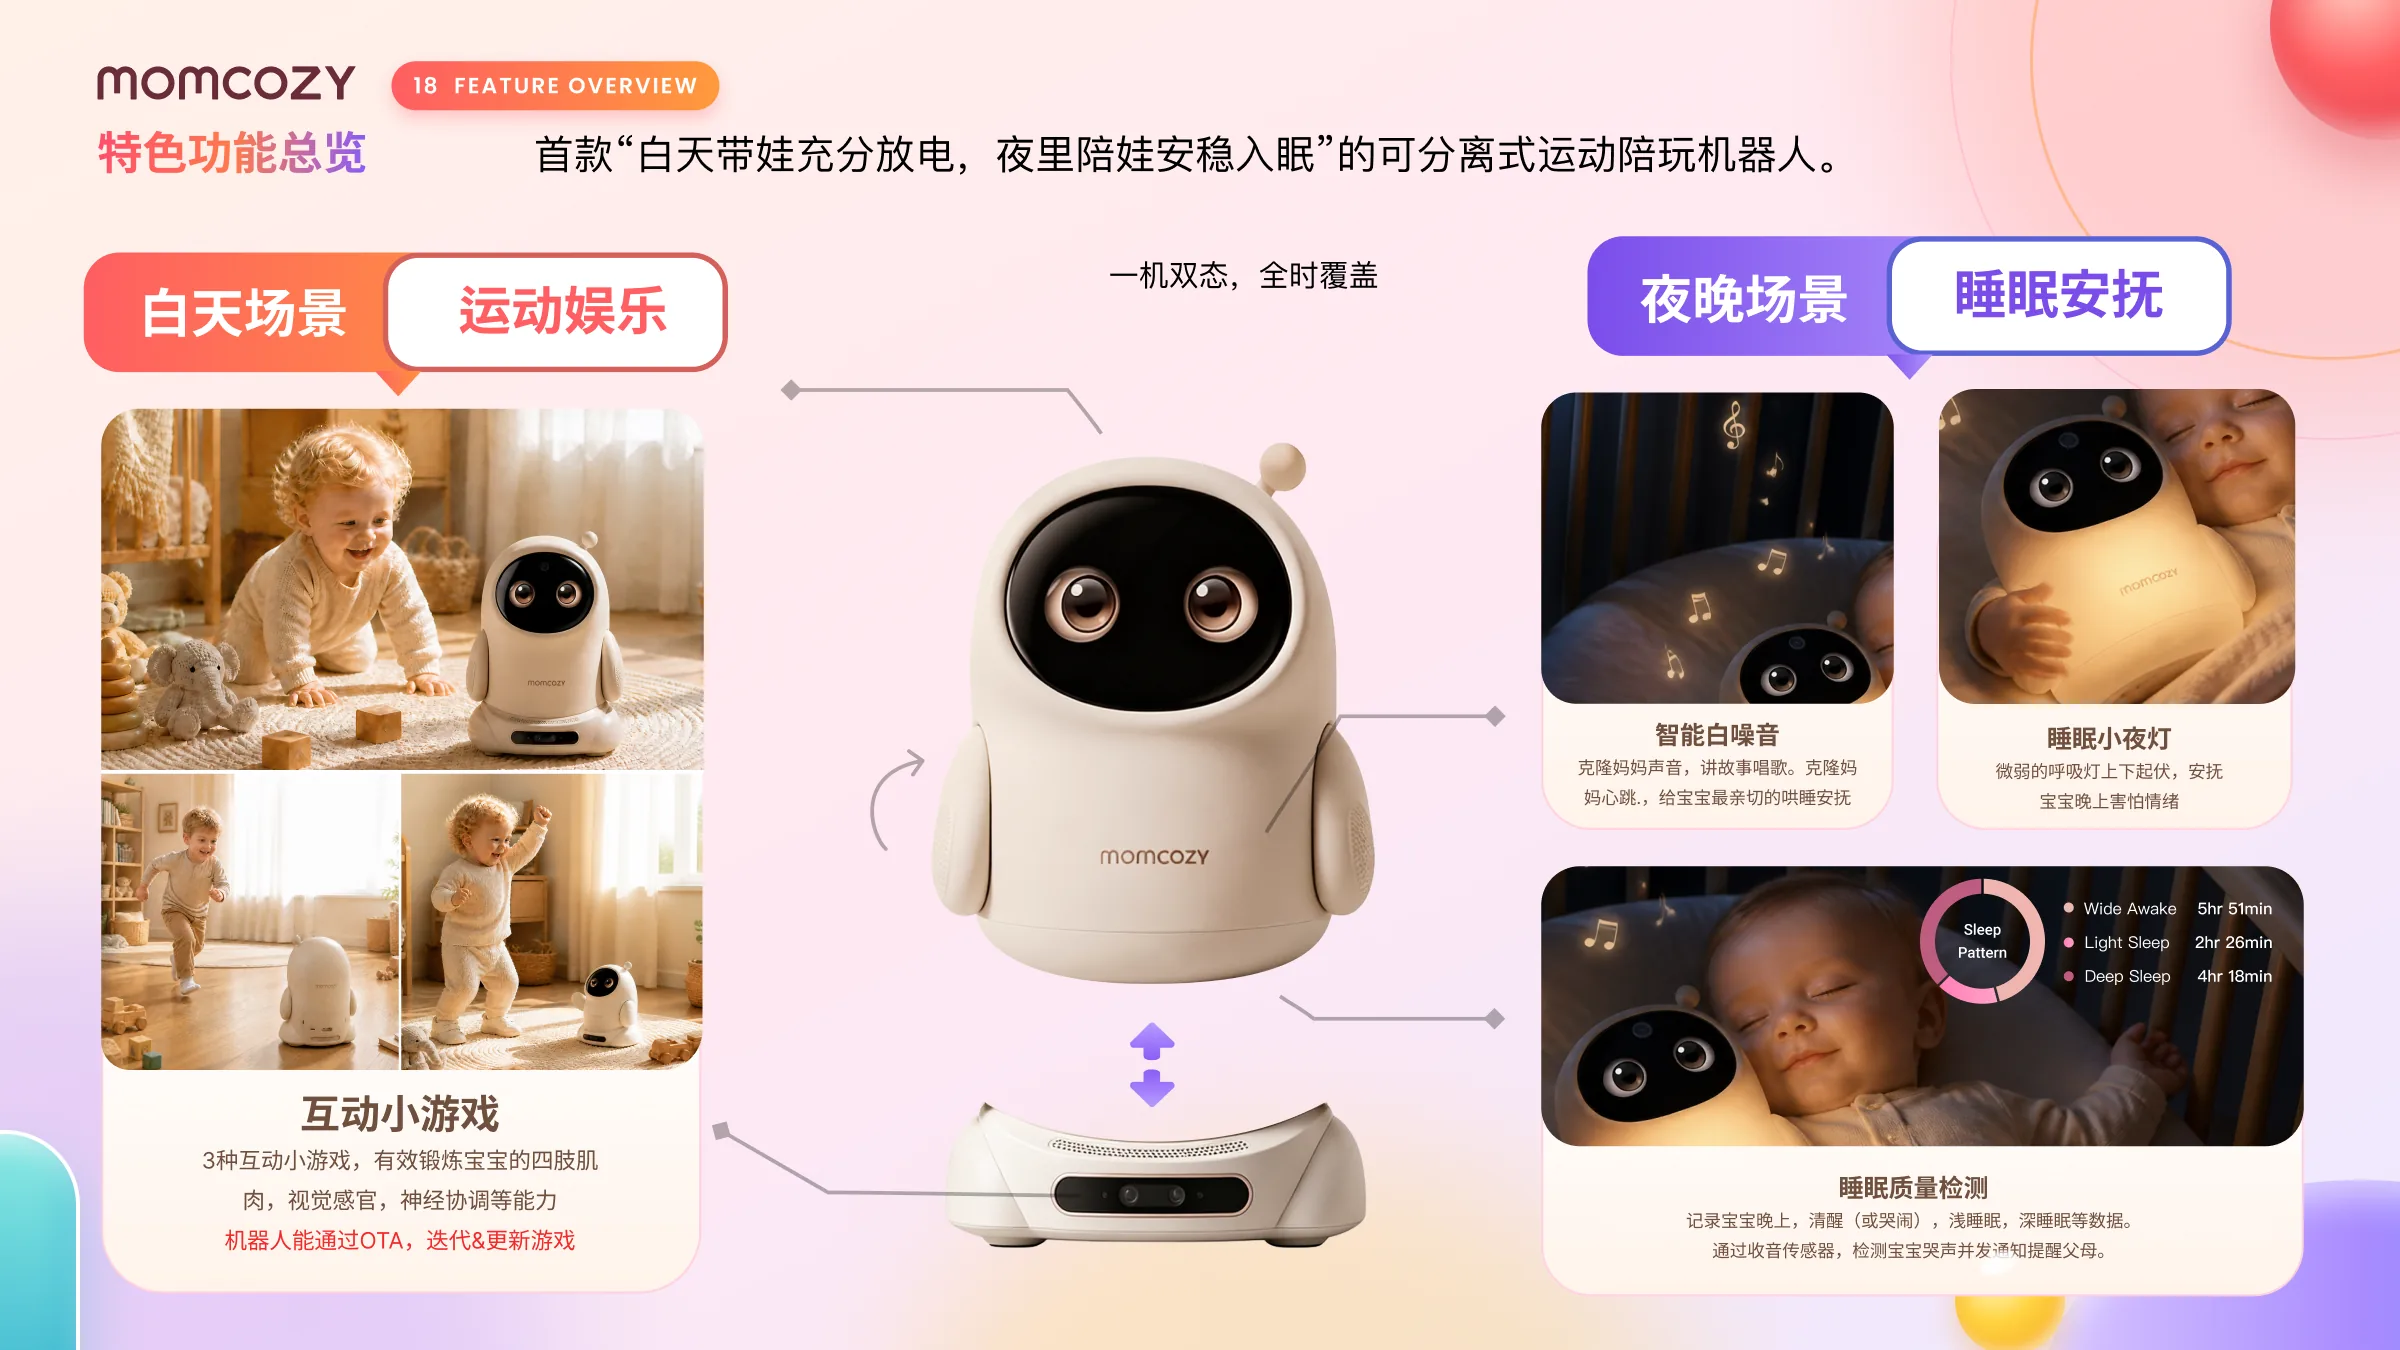 momcozy
18 FEATURE OVERVIEW
特色功能总览
首款“白天带娃充分放电，夜里陪娃安稳入眠”的可分离式运动陪玩机器人。
白天场景
运动娱乐
一机双态，全时覆盖
夜晚场景
睡眠安抚
momcozy
momcozy
momcozy
智能白噪音
克隆妈妈声音，讲故事唱歌。克隆妈
妈心跳.，给宝宝最亲切的哄睡安抚
睡眠小夜灯
微弱的呼吸灯上下起伏，安抚
宝宝晚上害怕情绪
互动小游戏
3种互动小游戏，有效锻炼宝宝的四肢肌
肉，视觉感官，神经协调等能力
机器人能通过OTA，迭代&更新游戏
Sleep
Pattern
Wide Awake 5hr 51min
Light Sleep 2hr 26min
Deep Sleep 4hr 18min
睡眠质量检测
记录宝宝晚上，清醒（或哭闹），浅睡眠，深睡眠等数据。
通过收音传感器，检测宝宝哭声并发通知提醒父母。